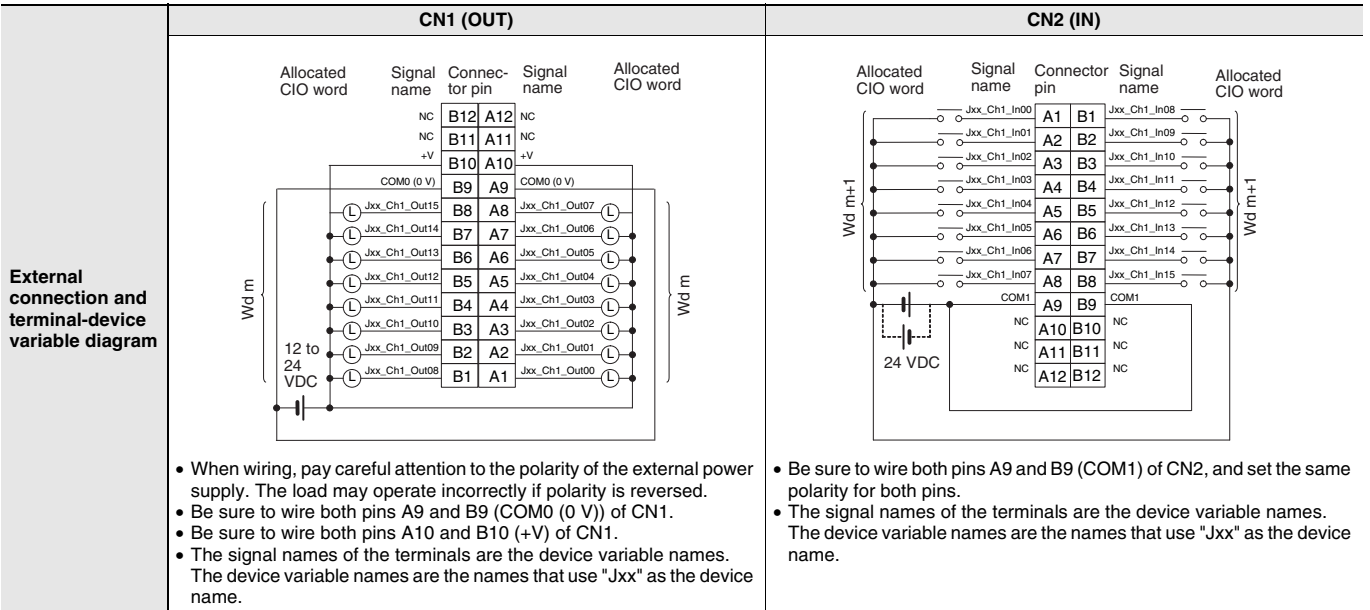 CN1 (OUT)
CN2 (IN)
External
connection and
terminal-device
variable diagram
Allocated
CIO word
Signal
name
Connec-
tor pin
Signal
name
Allocated
CIO word
NC B12 A12 NC
NC B11 A11 NC
+V B10 A10 +V
COM0 (0 V) B9 A9 COM0 (0 V)
L Jxx_Ch1_Out15 B8 A8 Jxx_Ch1_Out07 L
L Jxx_Ch1_Out14 B7 A7 Jxx_Ch1_Out06 L
L Jxx_Ch1_Out13 B6 A6 Jxx_Ch1_Out05 L
L Jxx_Ch1_Out12 B5 A5 Jxx_Ch1_Out04 L
L Jxx_Ch1_Out11 B4 A4 Jxx_Ch1_Out03 L
L Jxx_Ch1_Out10 B3 A3 Jxx_Ch1_Out02 L
L Jxx_Ch1_Out09 B2 A2 Jxx_Ch1_Out01 L
L Jxx_Ch1_Out08 B1 A1 Jxx_Ch1_Out00 L
Wd m
Wd m
12 to
24
VDC
• When wiring, pay careful attention to the polarity of the external power
supply. The load may operate incorrectly if polarity is reversed.
• Be sure to wire both pins A9 and B9 (COM0 (0 V)) of CN1.
• Be sure to wire both pins A10 and B10 (+V) of CN1.
• The signal names of the terminals are the device variable names.
The device variable names are the names that use "Jxx" as the device
name.
Allocated
CIO word
Signal
name
Connector
pin
Signal
name
Allocated
CIO word
Jxx_Ch1_In00 A1 B1 Jxx_Ch1_In08
Jxx_Ch1_In01 A2 B2 Jxx_Ch1_In09
Jxx_Ch1_In02 A3 B3 Jxx_Ch1_In10
Jxx_Ch1_In03 A4 B4 Jxx_Ch1_In11
Jxx_Ch1_In04 A5 B5 Jxx_Ch1_In12
Jxx_Ch1_In05 A6 B6 Jxx_Ch1_In13
Jxx_Ch1_In06 A7 B7 Jxx_Ch1_In14
Jxx_Ch1_In07 A8 B8 Jxx_Ch1_In15
COM1 A9 B9 COM1
NC A10 B10 NC
NC A11 B11 NC
NC A12 B12 NC
Wd m+1
Wd m+1
24 VDC
• Be sure to wire both pins A9 and B9 (COM1) of CN2, and set the same
polarity for both pins.
• The signal names of the terminals are the device variable names.
The device variable names are the names that use "Jxx" as the device
name.